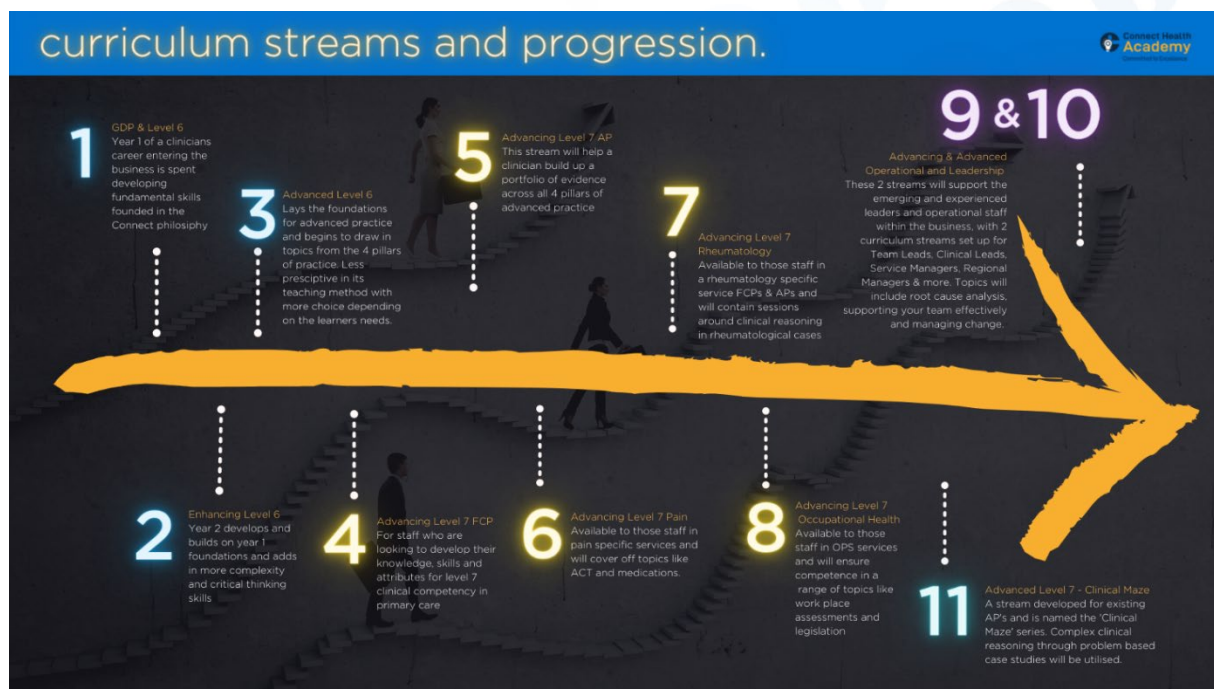 curriculum streams and progression.
Connect Health
Academy
1
GDP & Level 6
Year 1 of a clinicians
career entering the
business is spent
developing
fundamental skills
founded in the
Connect philosiphy
2
Enhancing Level 6
Year 2 develops and
builds on year 1
foundations and adds
in more complexity
and critical thinking
skills
3
Advanced Level 6
Lays the foundations
for advanced practice
and begins to draw in
topics from the 4 pillars
of practice. Less
presciptive in its
teaching method with
more choice depending
on the learners needs.
4
Advancing Level 7 FCP
For staff who are
looking to develop their
knowledge, skills and
attributes for level 7
clinical competency in
primary care
5
Advancing Level 7 AP
This stream will help a
clinician build up a
portfolio of evidence
across all 4 pillars of
advanced practice
6
Advancing Level 7 Pain
Available to those staff in
pain specific services and
will cover off topics like
ACT and medications.
7
Advancing Level 7
Rheumatology
Available to those staff in
a rheumatology specific
service FCPs & APs and
will contain sessions
around clinical reasoning
in rheumatological cases
8
Advancing Level 7
Occupational Health
Available to those
staff in OPS services
and will ensure
competence in a
range of topics like
work place
assessments and
legislation
9 & 10
Advancing & Advanced
Operational and Leadership
These 2 streams will support the
emerging and experienced
leaders and operational staff
within the business, with 2
curriculum streams set up for
Team Leads, Clinical Leads,
Service Managers, Regional
Managers & more. Topics will
include root cause analysis,
supporting your team effectively
and managing change.
11
Advanced Level 7 - Clinical Maze
A stream developed for existing
AP's and is named the 'Clinical
Maze' series. Complex clinical
reasoning through problem based
case studies will be utilised.